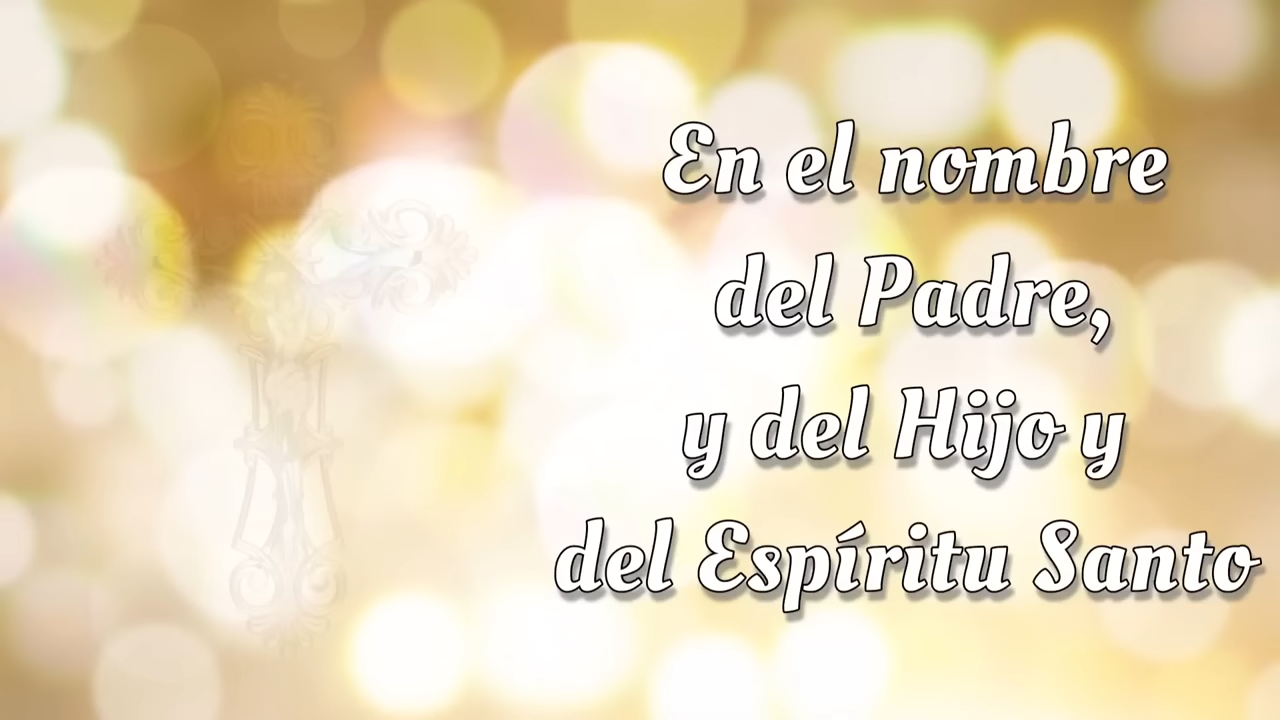 En el nombre
del Padre,
y del Hijo y
del Espíritu Santo